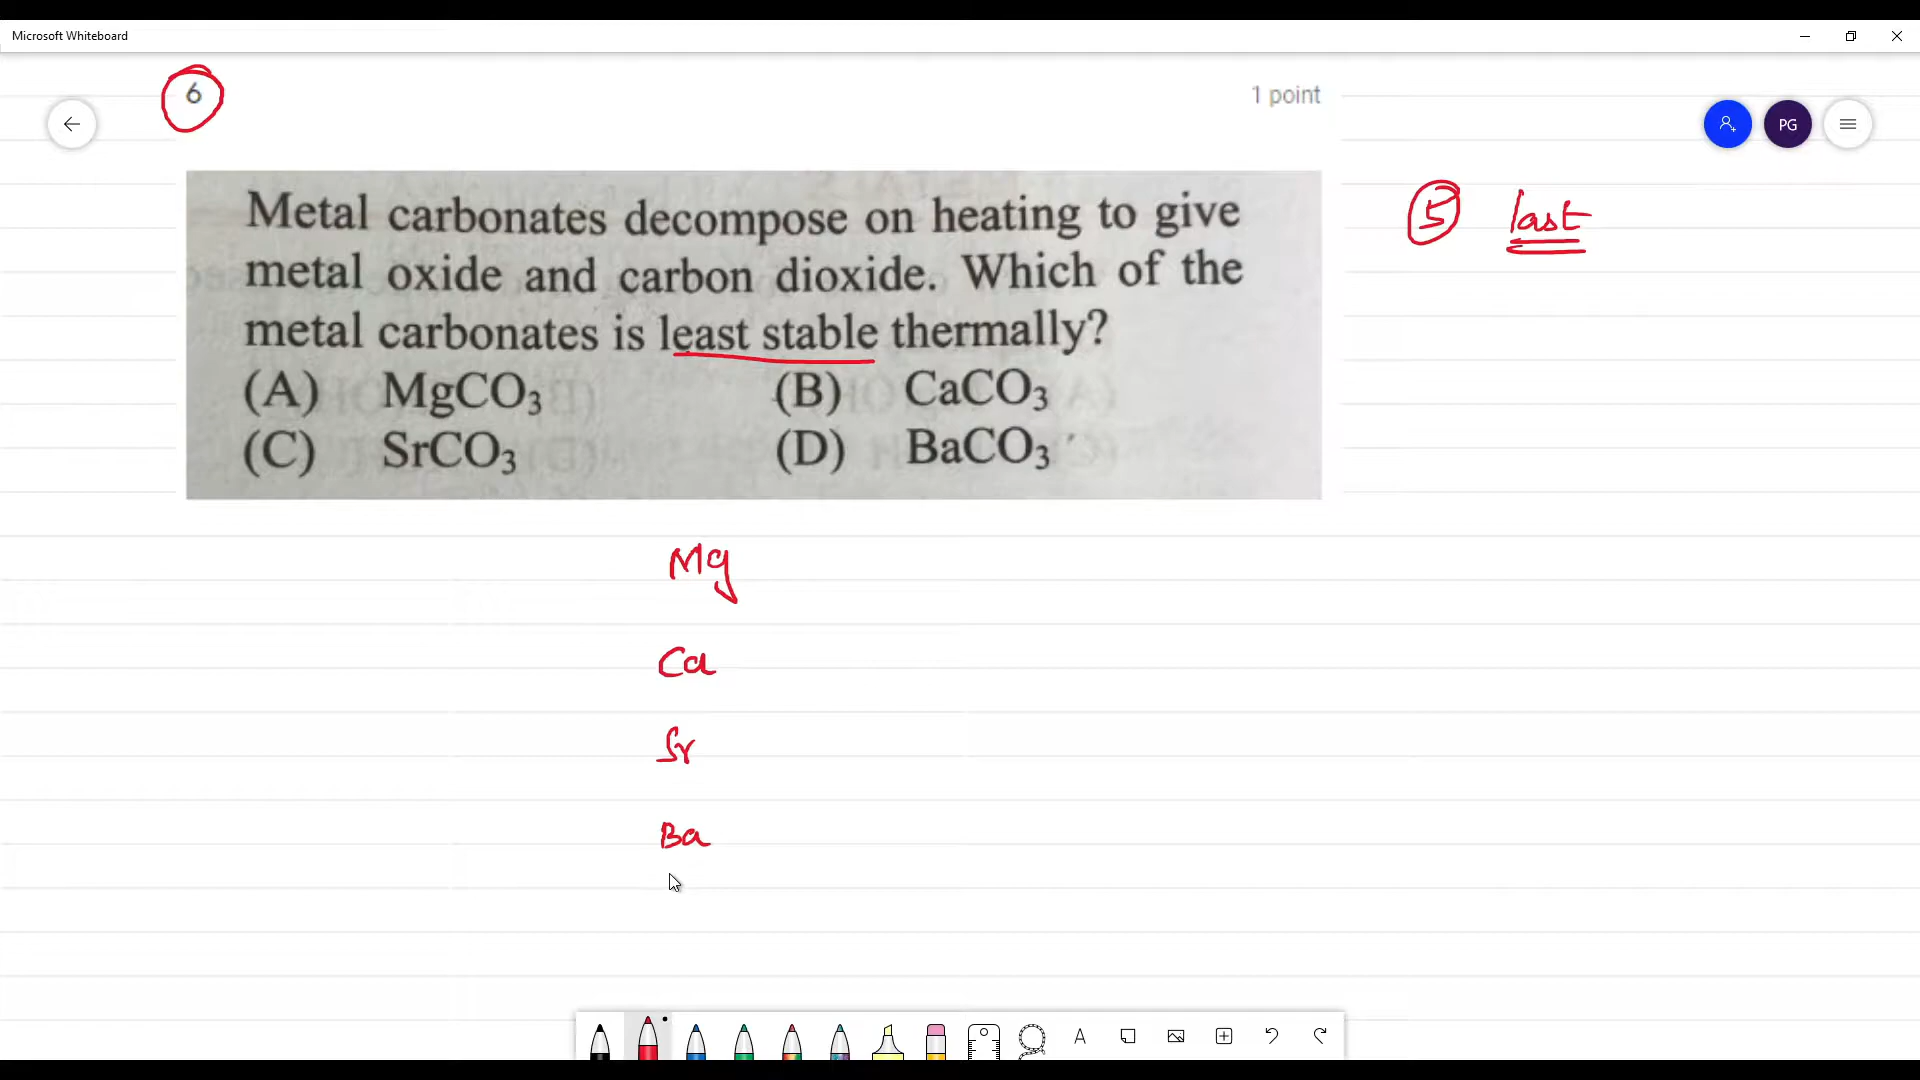 Microsoft Whiteboard
6
1 point
PG
5 last
Metal carbonates decompose on heating to give
metal oxide and carbon dioxide. Which of the
metal carbonates is least stable thermally?
(A) MgCO₃ (B) CaCO₃
(C) SrCO₃ (D) BaCO₃
Mg
Ca
Sr
Ba
A